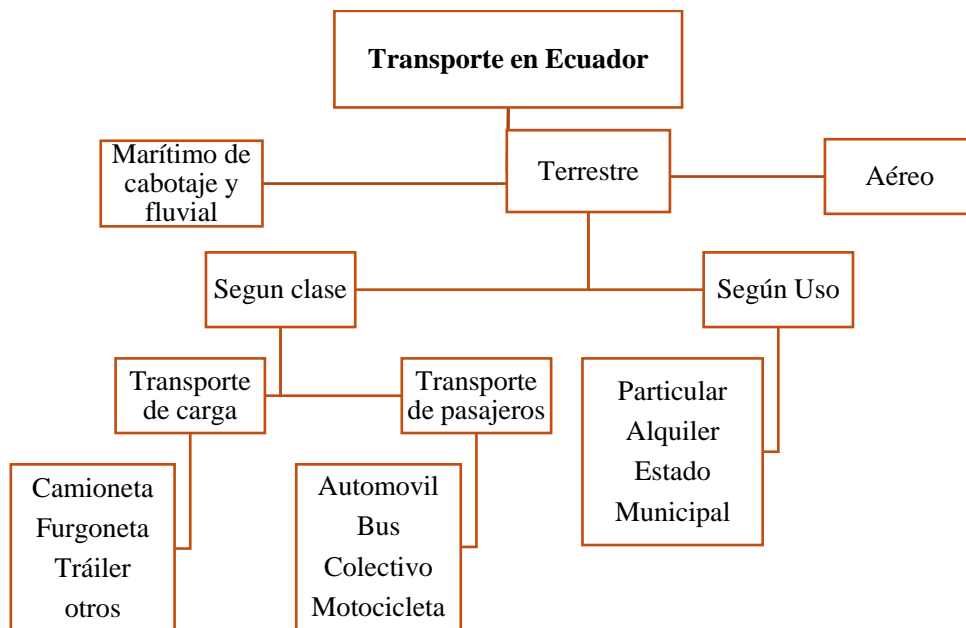 Transporte en Ecuador
Marítimo de
cabotaje y
fluvial
Terrestre
Aéreo
Segun clase
Según Uso
Transporte
de carga
Transporte
de pasajeros
Particular
Alquiler
Estado
Municipal
Camioneta
Furgoneta
Tráiler
otros
Automovil
Bus
Colectivo
Motocicleta